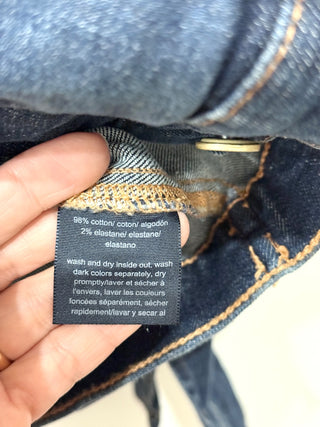 98% cotton/ coton/ algodón
2% elastane/ elastane/
elastano
wash and dry inside out, wash
dark colors separately, dry
promptly/laver et sécher à
l'envers, laver les couleurs
foncées séparément, sécher
rapidement/lavar y secar al